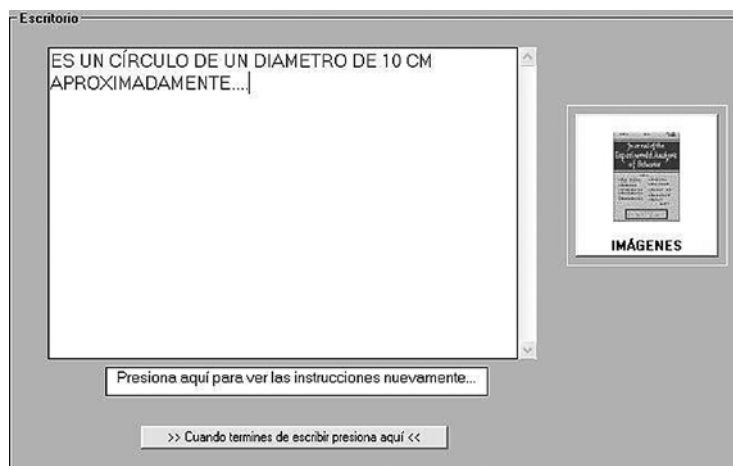 Escritorio
ES UN CÍRCULO DE UN DIAMETRO DE 10 CM
APROXIMADAMENTE....
Journal of the
Experimental Analysis
of Behavior
IMÁGENES
Presiona aquí para ver las instrucciones nuevamente...
>> Cuando termines de escribir presiona aquí <<